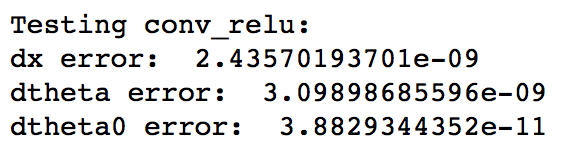 Testing conv_relu:
dx error:  2.43570193701e-09
dtheta error:  3.09898685596e-09
dtheta0 error:  3.8829344352e-11